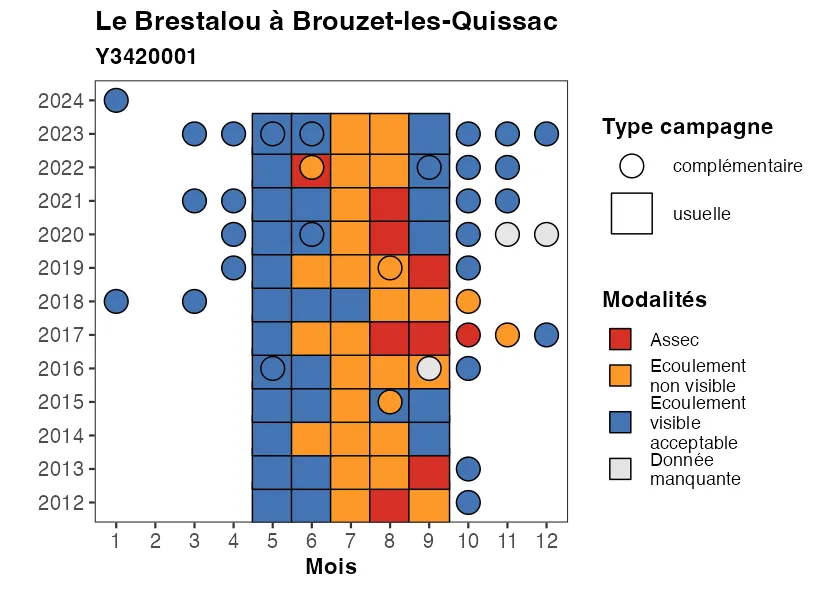 Le Brestalou à Brouzet-les-Quissac
Y3420001
2024
2023
2022
2021
2020
2019
2018
2017
2016
2015
2014
2013
2012
1 2 3 4 5 6 7 8 9 10 11 12
Mois
Type campagne
complémentaire
usuelle
Modalités
Assec
Ecoulement
non visible
Ecoulement
visible
acceptable
Donnée
manquante